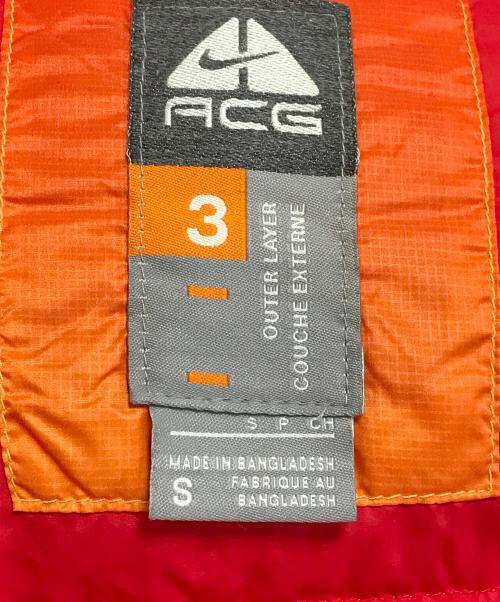 ACG
3
OUTER LAYER
COUCHE EXTERNE
S P CH
MADE IN BANGLADESH
S
FABRIQUE AU
BANGLADESH